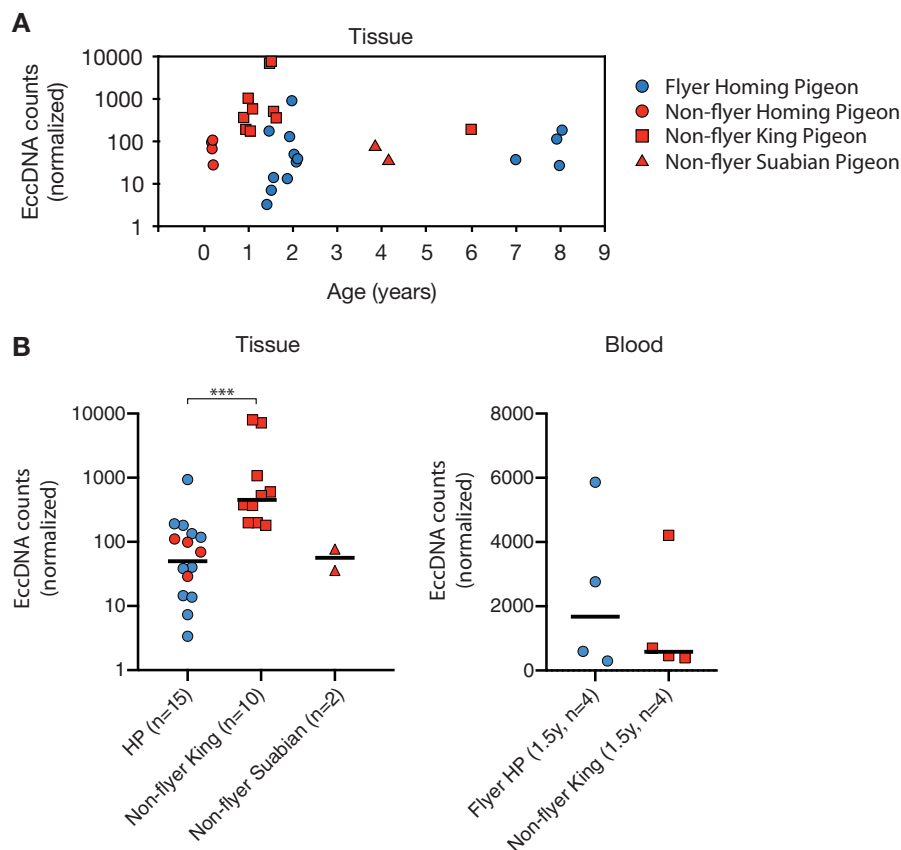 A
Tissue
EccDNA counts
(normalized)
10000
1000
100
10
1
0 1 2 3 4 5 6 7 8 9
Age (years)
Flyer Homing Pigeon
Non-flyer Homing Pigeon
Non-flyer King Pigeon
Non-flyer Suabian Pigeon
B
Tissue
***
EccDNA counts
(normalized)
10000
1000
100
10
1
HP (n=15)
Non-flyer King (n=10)
Non-flyer Suabian (n=2)
Blood
EccDNA counts
(normalized)
8000
6000
4000
2000
0
Flyer HP (1.5y, n=4)
Non-flyer King (1.5y, n=4)